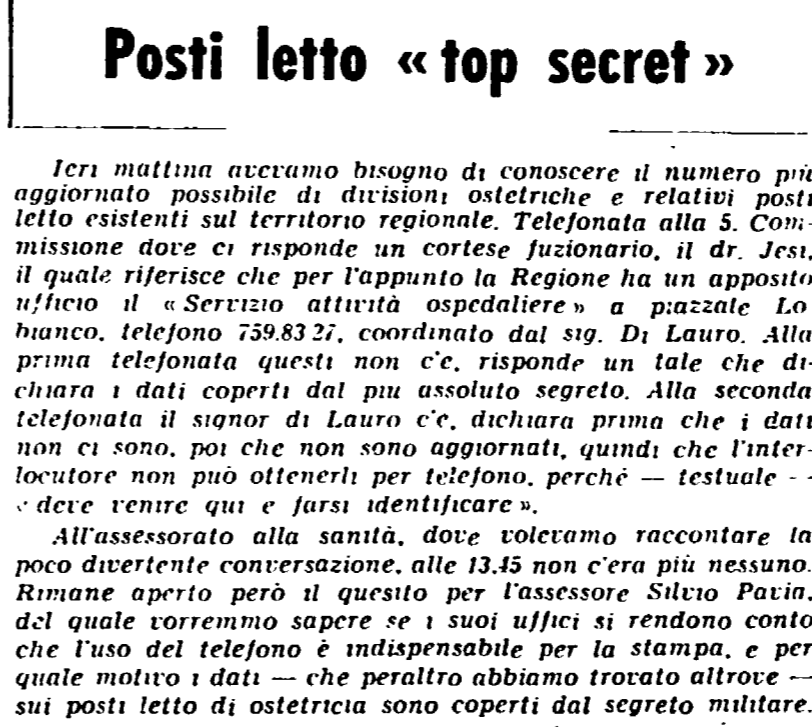 Posti letto « top secret »
Ieri mattina avevamo bisogno di conoscere il numero più
aggiornato possibile di divisioni ostetriche e relativi posti
letto esistenti sul territorio regionale. Telefonata alla 5. Com-
missione dove ci risponde un cortese fuzionario, il dr. Jesi,
il quale riferisce che per l'appunto la Regione ha un apposito
ufficio il « Servizio attività ospedaliere » a piazzale Lo
bianco, telefono 759.83 27, coordinato dal sig. Di Lauro. Alla
prima telefonata questi non c'e, risponde un tale che di-
chiara i dati coperti dal piu assoluto segreto. Alla seconda
telefonata il signor di Lauro c'e, dichiara prima che i dati
non ci sono, poi che non sono aggiornati, quindi che l'inter-
locutore non può ottenerli per telefono, perché — testuale --
« deve venire qui e farsi identificare ».
All'assessorato alla sanità, dove volevamo raccontare la
poco divertente conversazione, alle 13.45 non c'era più nessuno.
Rimane aperto però il quesito per l'assessore Silvio Pavia,
del quale vorremmo sapere se i suoi uffici si rendono conto
che l'uso del telefono è indispensabile per la stampa, e per
quale motivo i dati — che peraltro abbiamo trovato altrove —
sui posti letto di ostetricia sono coperti dal segreto militare.